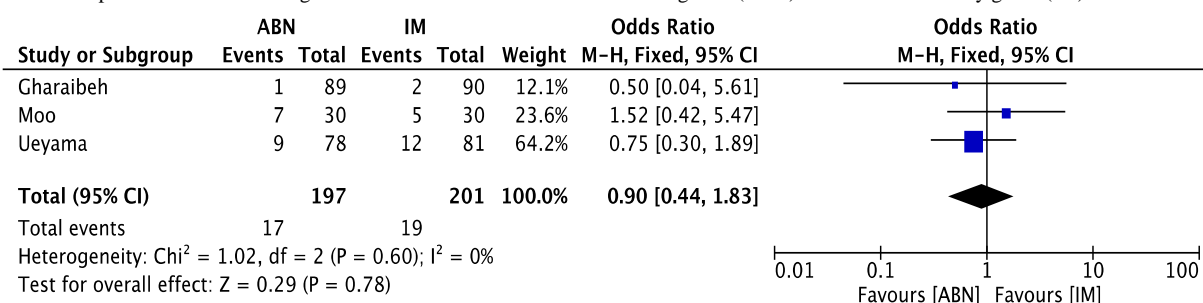 ABN IM Odds Ratio Odds Ratio
Study or Subgroup Events Total Events Total Weight M-H, Fixed, 95% CI M-H, Fixed, 95% CI
Gharaibeh 1 89 2 90 12.1% 0.50 [0.04, 5.61]
Moo 7 30 5 30 23.6% 1.52 [0.42, 5.47]
Ueyama 9 78 12 81 64.2% 0.75 [0.30, 1.89]
Total (95% CI) 197 201 100.0% 0.90 [0.44, 1.83]
Total events 17 19
Heterogeneity: Chi² = 1.02, df = 2 (P = 0.60); I² = 0%
Test for overall effect: Z = 0.29 (P = 0.78)
0.01 0.1 1 10 100
Favours [ABN] Favours [IM]